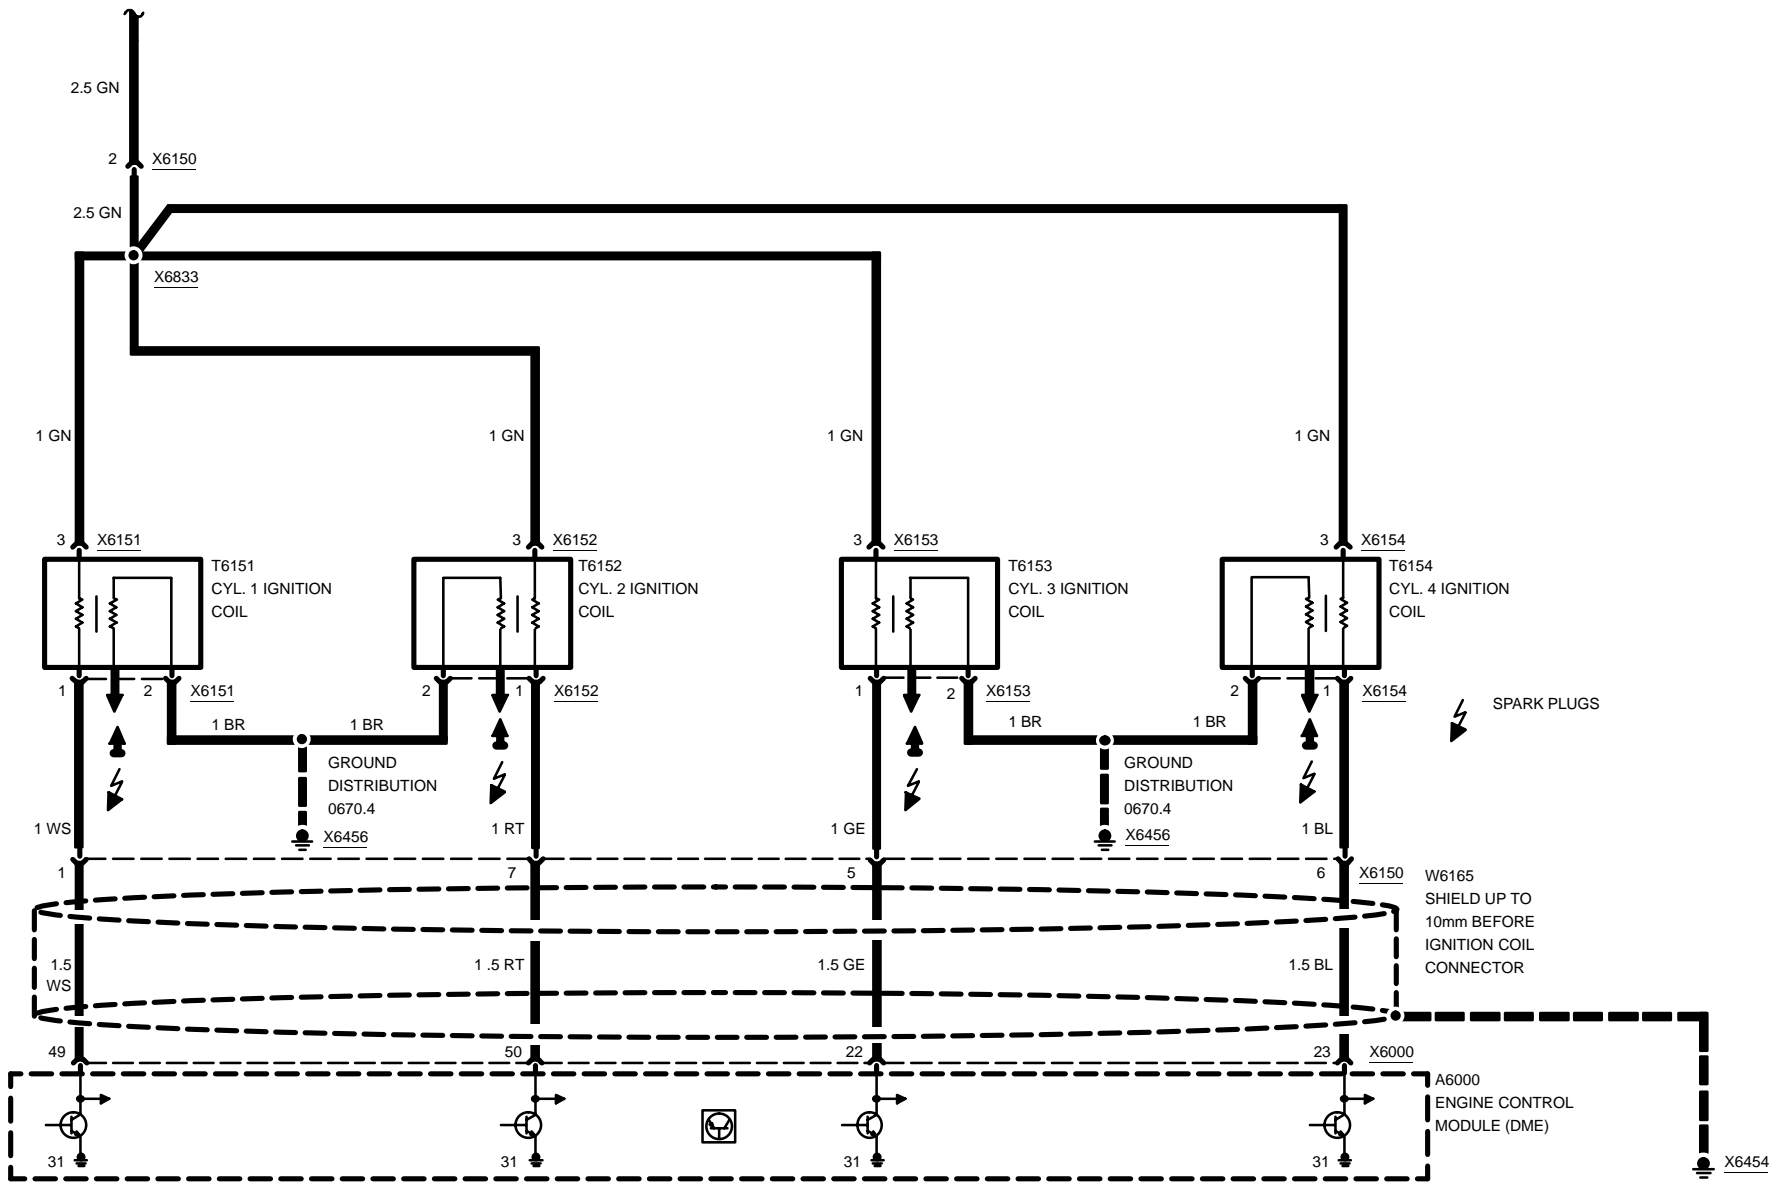 2.5 GN
2 X6150
2.5 GN
X6833
1 GN 1 GN 1 GN 1 GN
3 X6151 3 X6152 3 X6153 3 X6154
T6151
CYL. 1 IGNITION
COIL
T6152
CYL. 2 IGNITION
COIL
T6153
CYL. 3 IGNITION
COIL
T6154
CYL. 4 IGNITION
COIL
1 2 X6151 2 1 X6152 1 2 X6153 2 1 X6154
SPARK PLUGS
1 BR 1 BR 1 BR 1 BR
GROUND
DISTRIBUTION
0670.4
X6456
GROUND
DISTRIBUTION
0670.4
X6456
1 WS 1 RT 1 GE 1 BL
1 7 5 6 X6150
W6165
SHIELD UP TO
10mm BEFORE
IGNITION COIL
CONNECTOR
1.5
WS
1 .5 RT 1.5 GE 1.5 BL
49 50 22 23 X6000
A6000
ENGINE CONTROL
MODULE (DME)
31 31 31 31
X6454